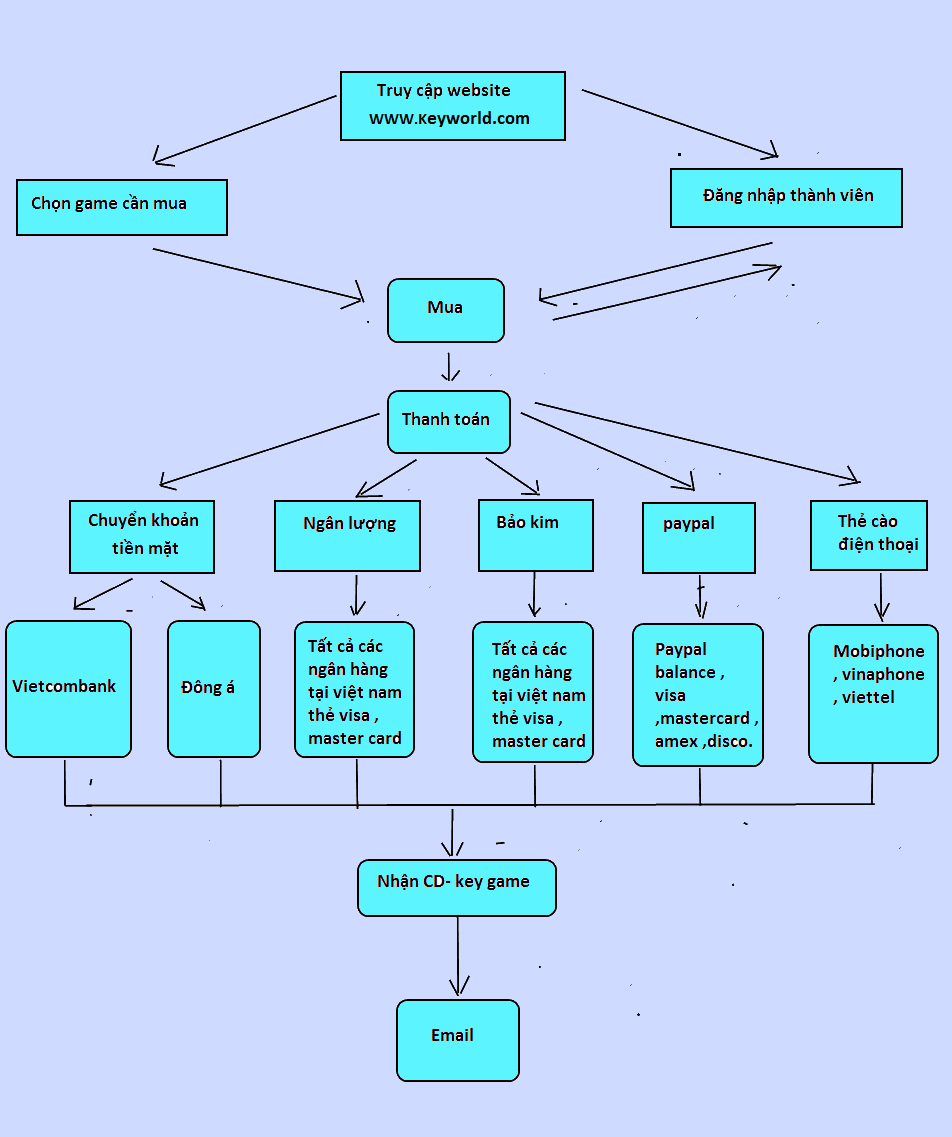 Truy cập website
WWW.Keyworld.com
Chọn game cần mua
Đăng nhập thành viên
Mua
Thanh toán
Chuyển khoản
tiền mặt
Ngân lượng
Bảo kim
paypal
Thẻ cào
điện thoại
Vietcombank
Đông á
Tất cả các
ngân hàng
tại việt nam
thẻ visa ,
master card
Tất cả các
ngân hàng
tại việt nam
thẻ visa ,
master card
Paypal
balance ,
visa
,mastercard ,
amex ,disco.
Mobiphone
, vinaphone
, viettel
Nhận CD- key game
Email